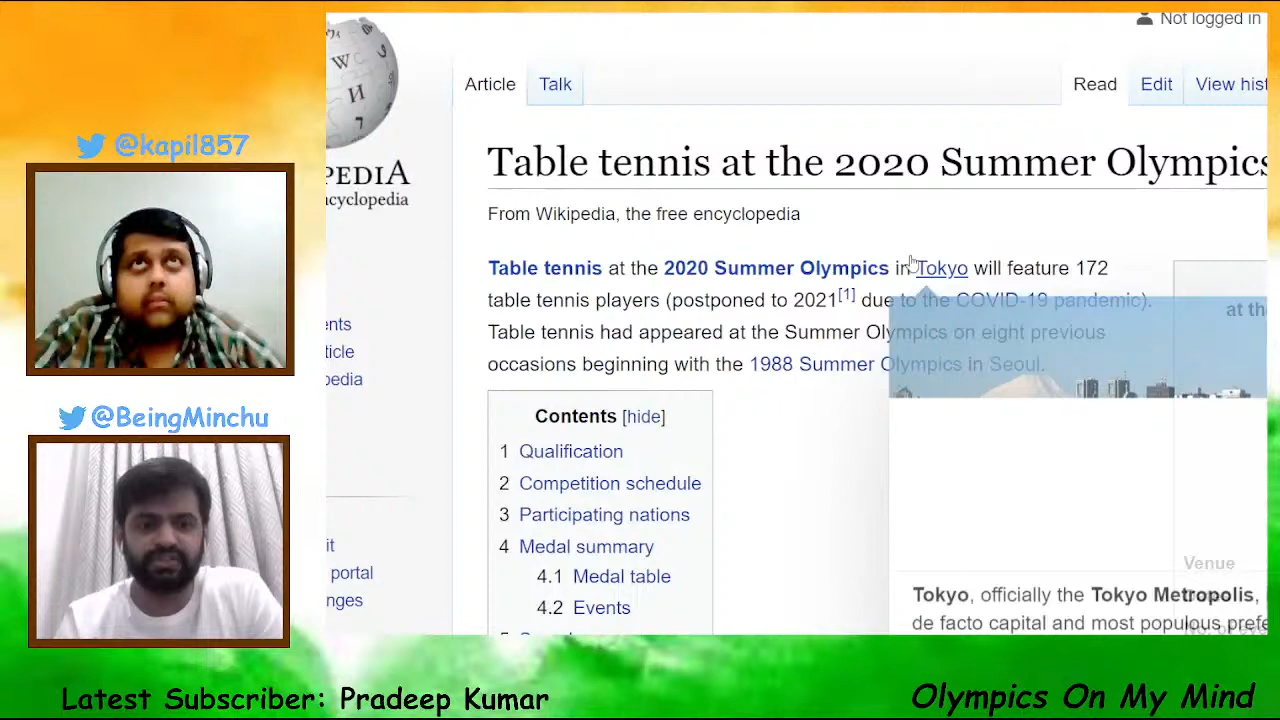 @kapil857
@BeingMinchu
Not logged in
Article
Talk
Read
Edit
View hist
PEDIA
cyclopedia
Table tennis at the 2020 Summer Olympics
From Wikipedia, the free encyclopedia
Table tennis at the 2020 Summer Olympics in Tokyo will feature 172
table tennis players (postponed to 2021[1] due to the COVID-19 pandemic).
Table tennis had appeared at the Summer Olympics on eight previous
occasions beginning with the 1988 Summer Olympics in Seoul.
at the
ents
ticle
pedia
Contents [hide]
1 Qualification
2 Competition schedule
3 Participating nations
4 Medal summary
4.1 Medal table
4.2 Events
it
portal
nges
Venue
Tokyo, officially the Tokyo Metropolis,
de facto capital and most populous prefe
Latest Subscriber: Pradeep Kumar
Olympics On My Mind